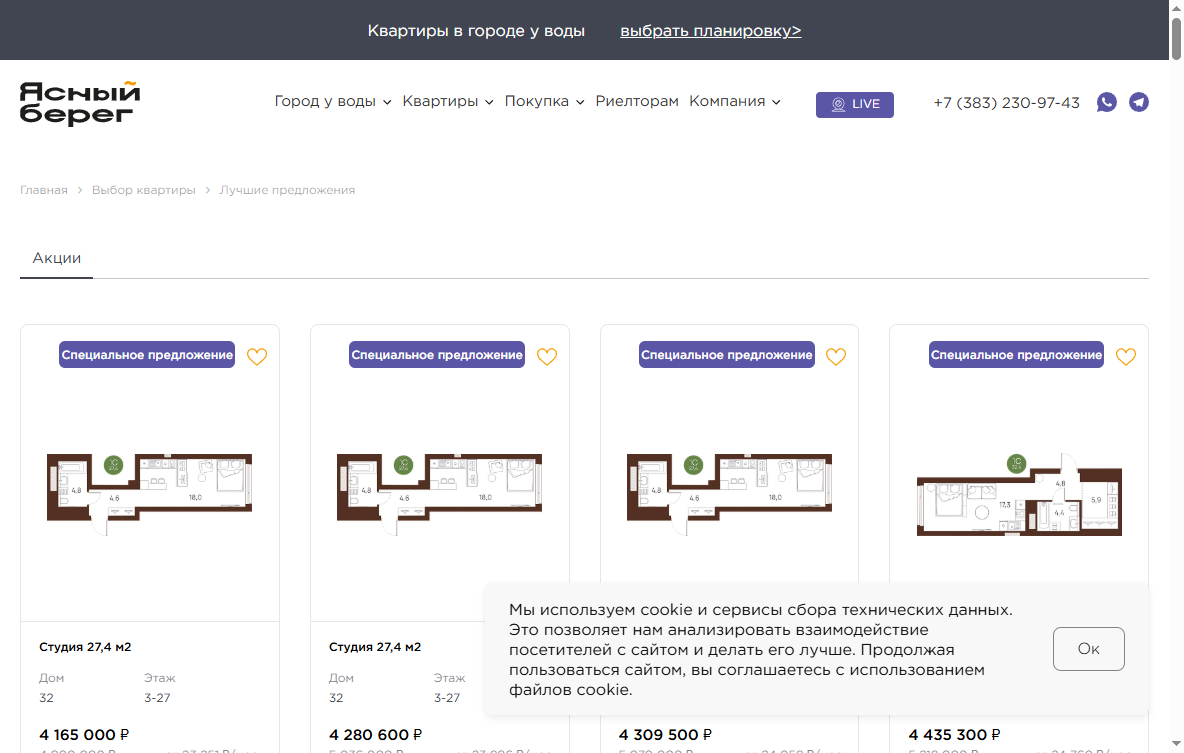 Квартиры в городе у воды выбрать планировку>
Ясный
берег
Город у воды Квартиры Покупка Риелторам Компания LIVE +7 (383) 230-97-43
Главная > Выбор квартиры > Лучшие предложения
Акции
Специальное предложение Специальное предложение Специальное предложение Специальное предложение
4,8 4,6 18,0 4,8 4,6 18,0 4,8 4,6 18,0 17,3 4,8 4,4 5,9
Мы используем cookie и сервисы сбора технических данных.
Это позволяет нам анализировать взаимодействие
посетителей с сайтом и делать его лучше. Продолжая
пользоваться сайтом, вы соглашаетесь с использованием
файлов cookie.
Ок
Студия 27,4 м2 Студия 27,4 м2
Дом Этаж Дом Этаж
32 3-27 32 3-27
4 165 000 ₽ 4 280 600 ₽ 4 309 500 ₽ 4 435 300 ₽